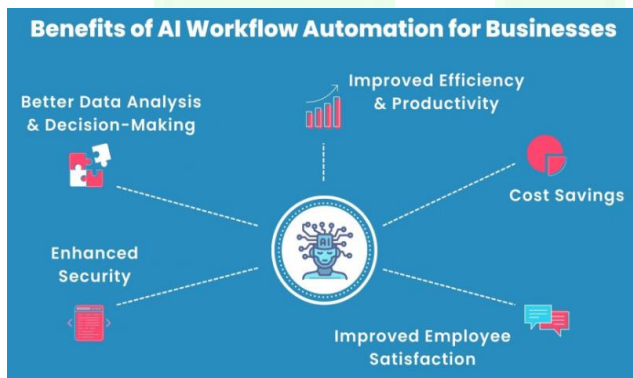 Benefits of AI Workflow Automation for Businesses
Better Data Analysis
& Decision-Making
Improved Efficiency
& Productivity
Cost Savings
Enhanced
Security
AI
Improved Employee
Satisfaction